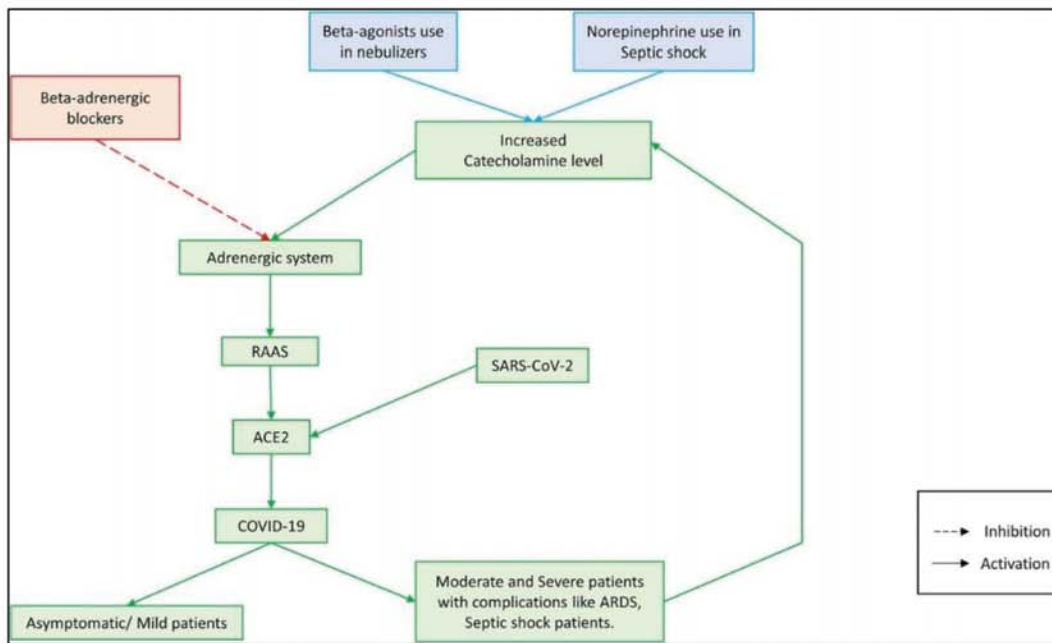 Beta-agonists use
in nebulizers
Norepinephrine use in
Septic shock
Beta-adrenergic
blockers
Increased
Catecholamine level
Adrenergic system
RAAS
SARS-CoV-2
ACE2
COVID-19
Moderate and Severe patients
with complications like ARDS,
Septic shock patients.
Asymptomatic/ Mild patients
Inhibition
Activation